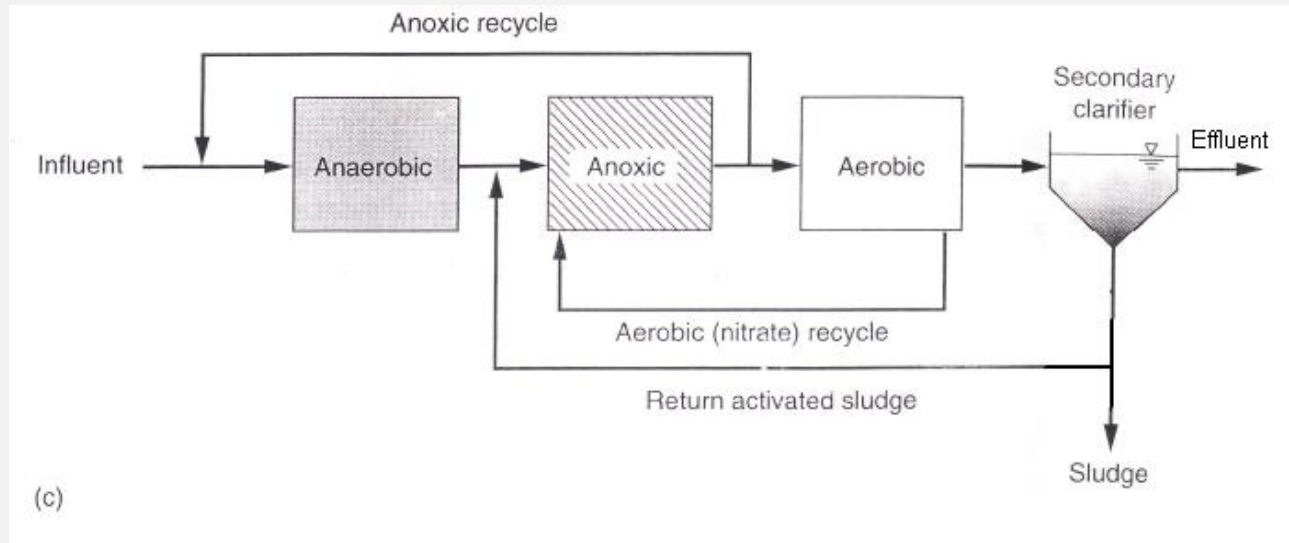 Anoxic recycle
Secondary
clarifier
Effluent
Influent
Anaerobic
Anoxic
Aerobic
Aerobic (nitrate) recycle
Return activated sludge
Sludge
(c)